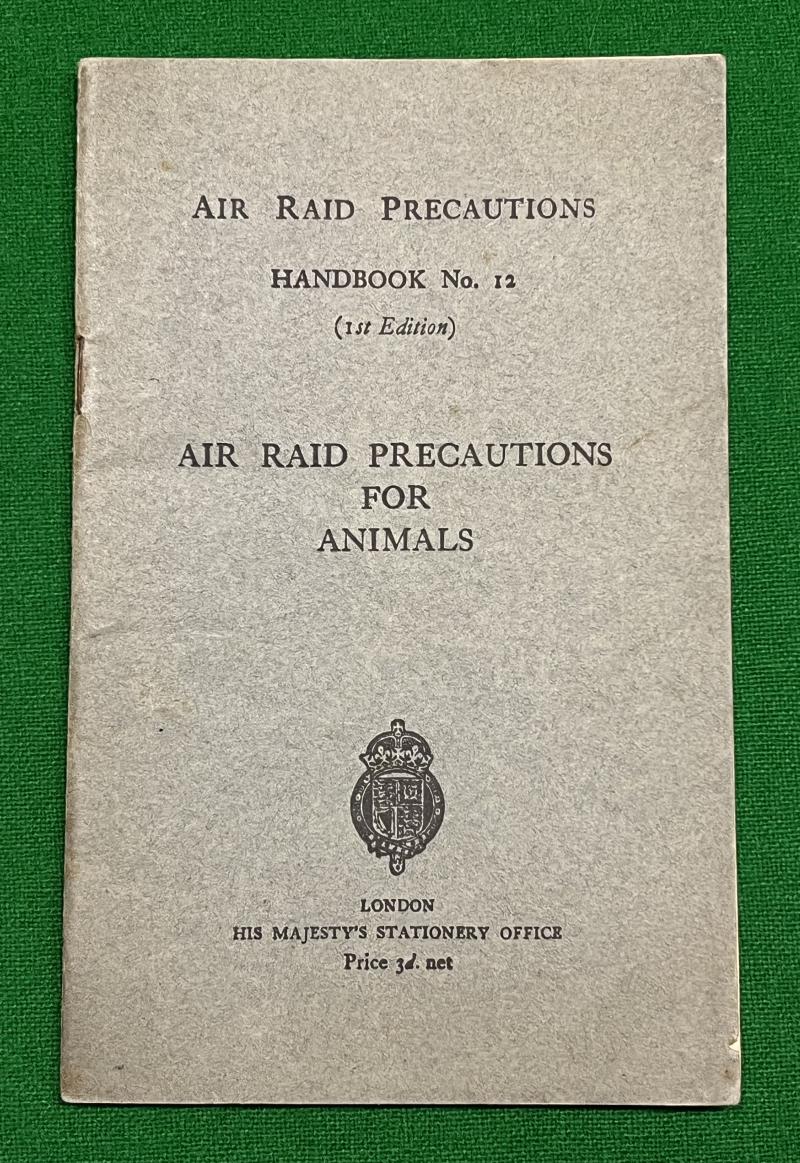 AIR RAID PRECAUTIONS
HANDBOOK No. 12
(1st Edition)
AIR RAID PRECAUTIONS
FOR
ANIMALS
LONDON
HIS MAJESTY'S STATIONERY OFFICE
Price 3d. net